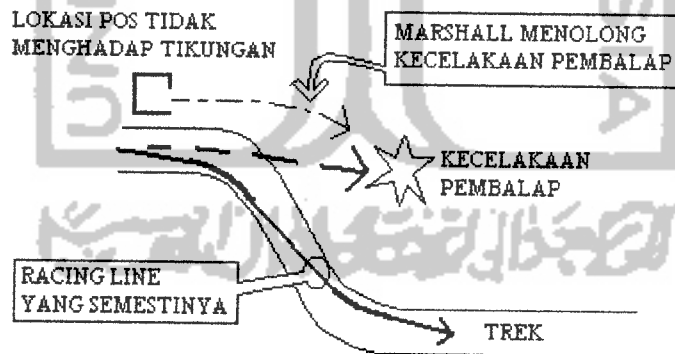 LOKASI POS TIDAK
MENGHADAP TIKUNGAN
MARSHALL MENOLONG
KECELAKAAN PEMBALAP
KECELAKAAN
PEMBALAP
RACING LINE
YANG SEMESTINYA
TREK